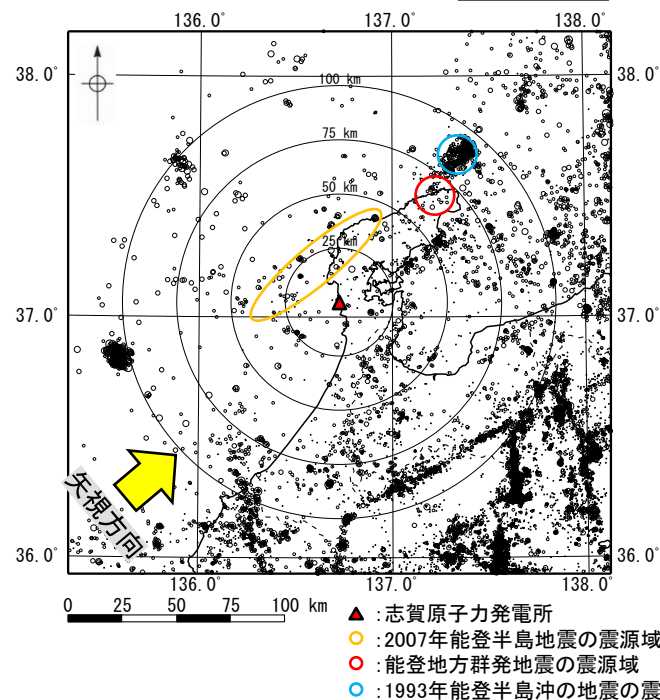 136.0° 137.0° 138.0°
38.0° 38.0°
100 km
75 km
50 km
25 km
37.0° 37.0°
矢視方向
36.0° 36.0°
136.0° 137.0° 138.0°
0 25 50 75 100 km
:志賀原子力発電所
:2007年能登半島地震の震源域
:能登地方群発地震の震源域
:1993年能登半島沖の地震の震